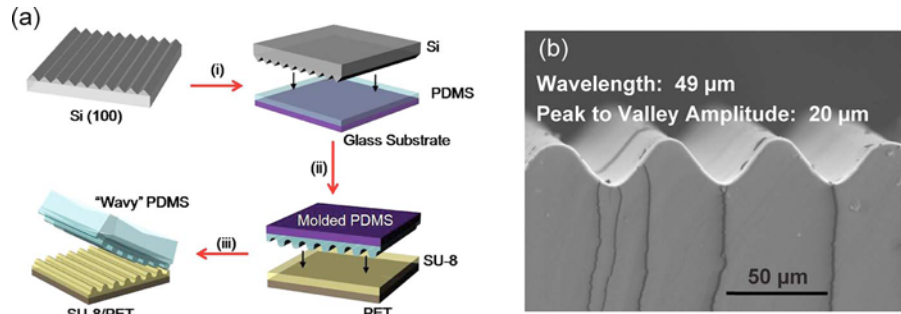 (a)
Si (100)
(i)
Si
PDMS
Glass Substrate
(ii)
Molded PDMS
SU-8
PET
(iii)
"Wavy" PDMS
SU-8/PET
(b)
Wavelength: 49 µm
Peak to Valley Amplitude: 20 µm
50 µm